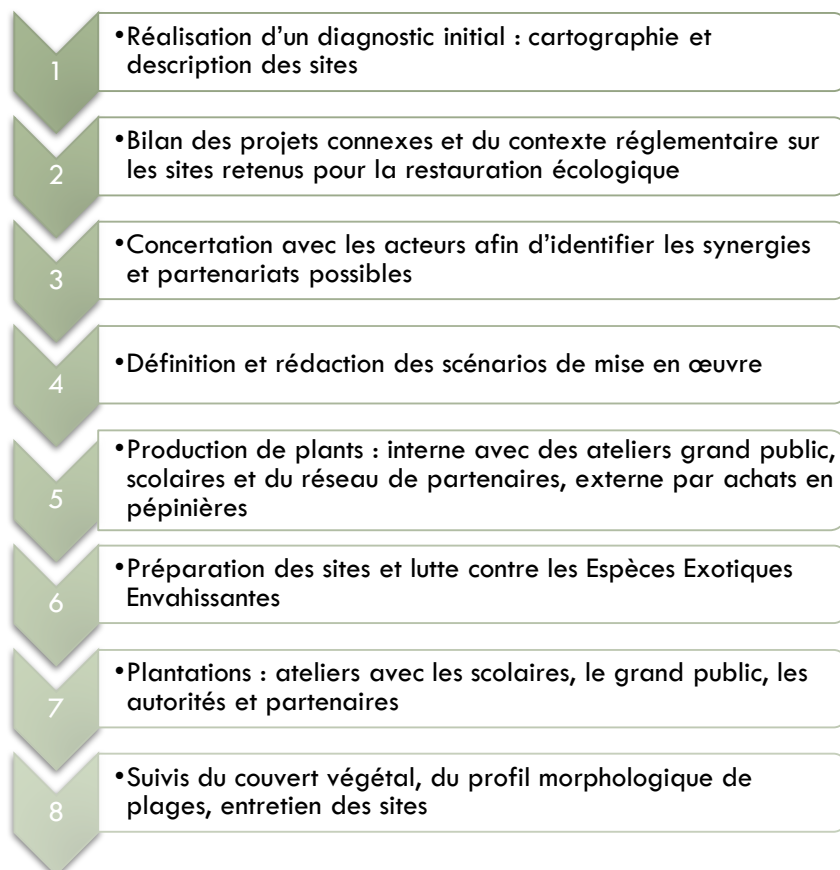 1
•Réalisation d’un diagnostic initial : cartographie et
description des sites
2
•Bilan des projets connexes et du contexte réglementaire sur
les sites retenus pour la restauration écologique
3
•Concertation avec les acteurs afin d’identifier les synergies
et partenariats possibles
4
•Définition et rédaction des scénarios de mise en œuvre
5
•Production de plants : interne avec des ateliers grand public,
scolaires et du réseau de partenaires, externe par achats en
pépinières
6
•Préparation des sites et lutte contre les Espèces Exotiques
Envahissantes
7
•Plantations : ateliers avec les scolaires, le grand public, les
autorités et partenaires
8
•Suivis du couvert végétal, du profil morphologique de
plages, entretien des sites